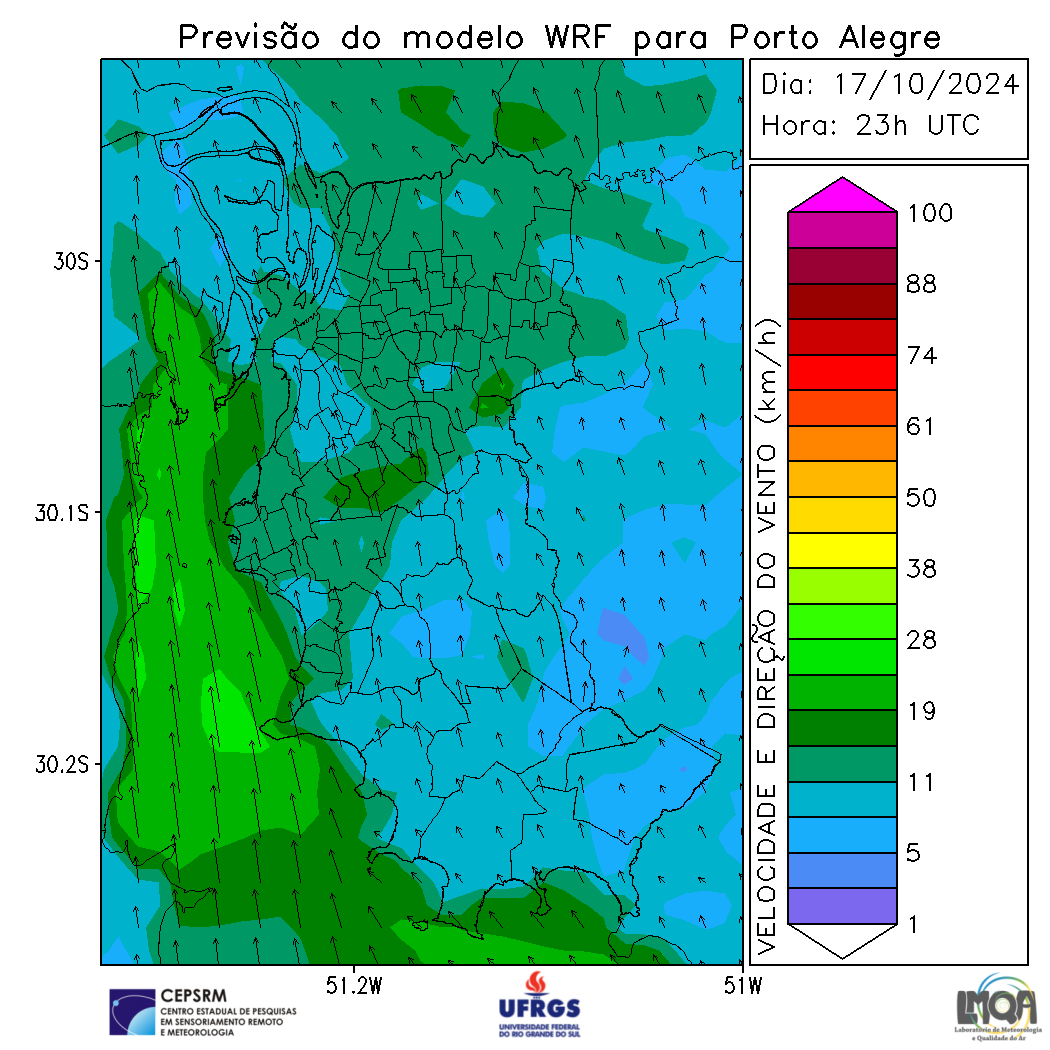 Previsão do modelo WRF para Porto Alegre
Dia: 17/10/2024
Hora: 23h UTC
30S
30.1S
30.2S
51.2W
51W
VELOCIDADE E DIREÇÃO DO VENTO (km/h)
100
88
74
61
50
38
28
19
11
5
1
CEPSRM
CENTRO ESTADUAL DE PESQUISAS
EM SENSORIAMENTO REMOTO
E METEOROLOGIA
UFRGS
UNIVERSIDADE FEDERAL
DO RIO GRANDE DO SUL
LMQA
Laboratório de Meteorologia
e Qualidade do Ar